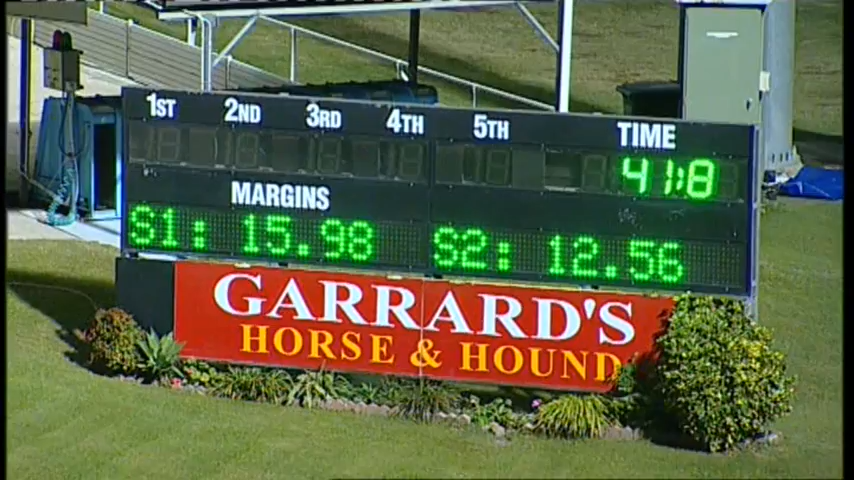 1ST 2ND 3RD 4TH 5TH TIME
41:8
MARGINS
S1: 15.98 S2: 12.56
GARRARD'S
HORSE & HOUND